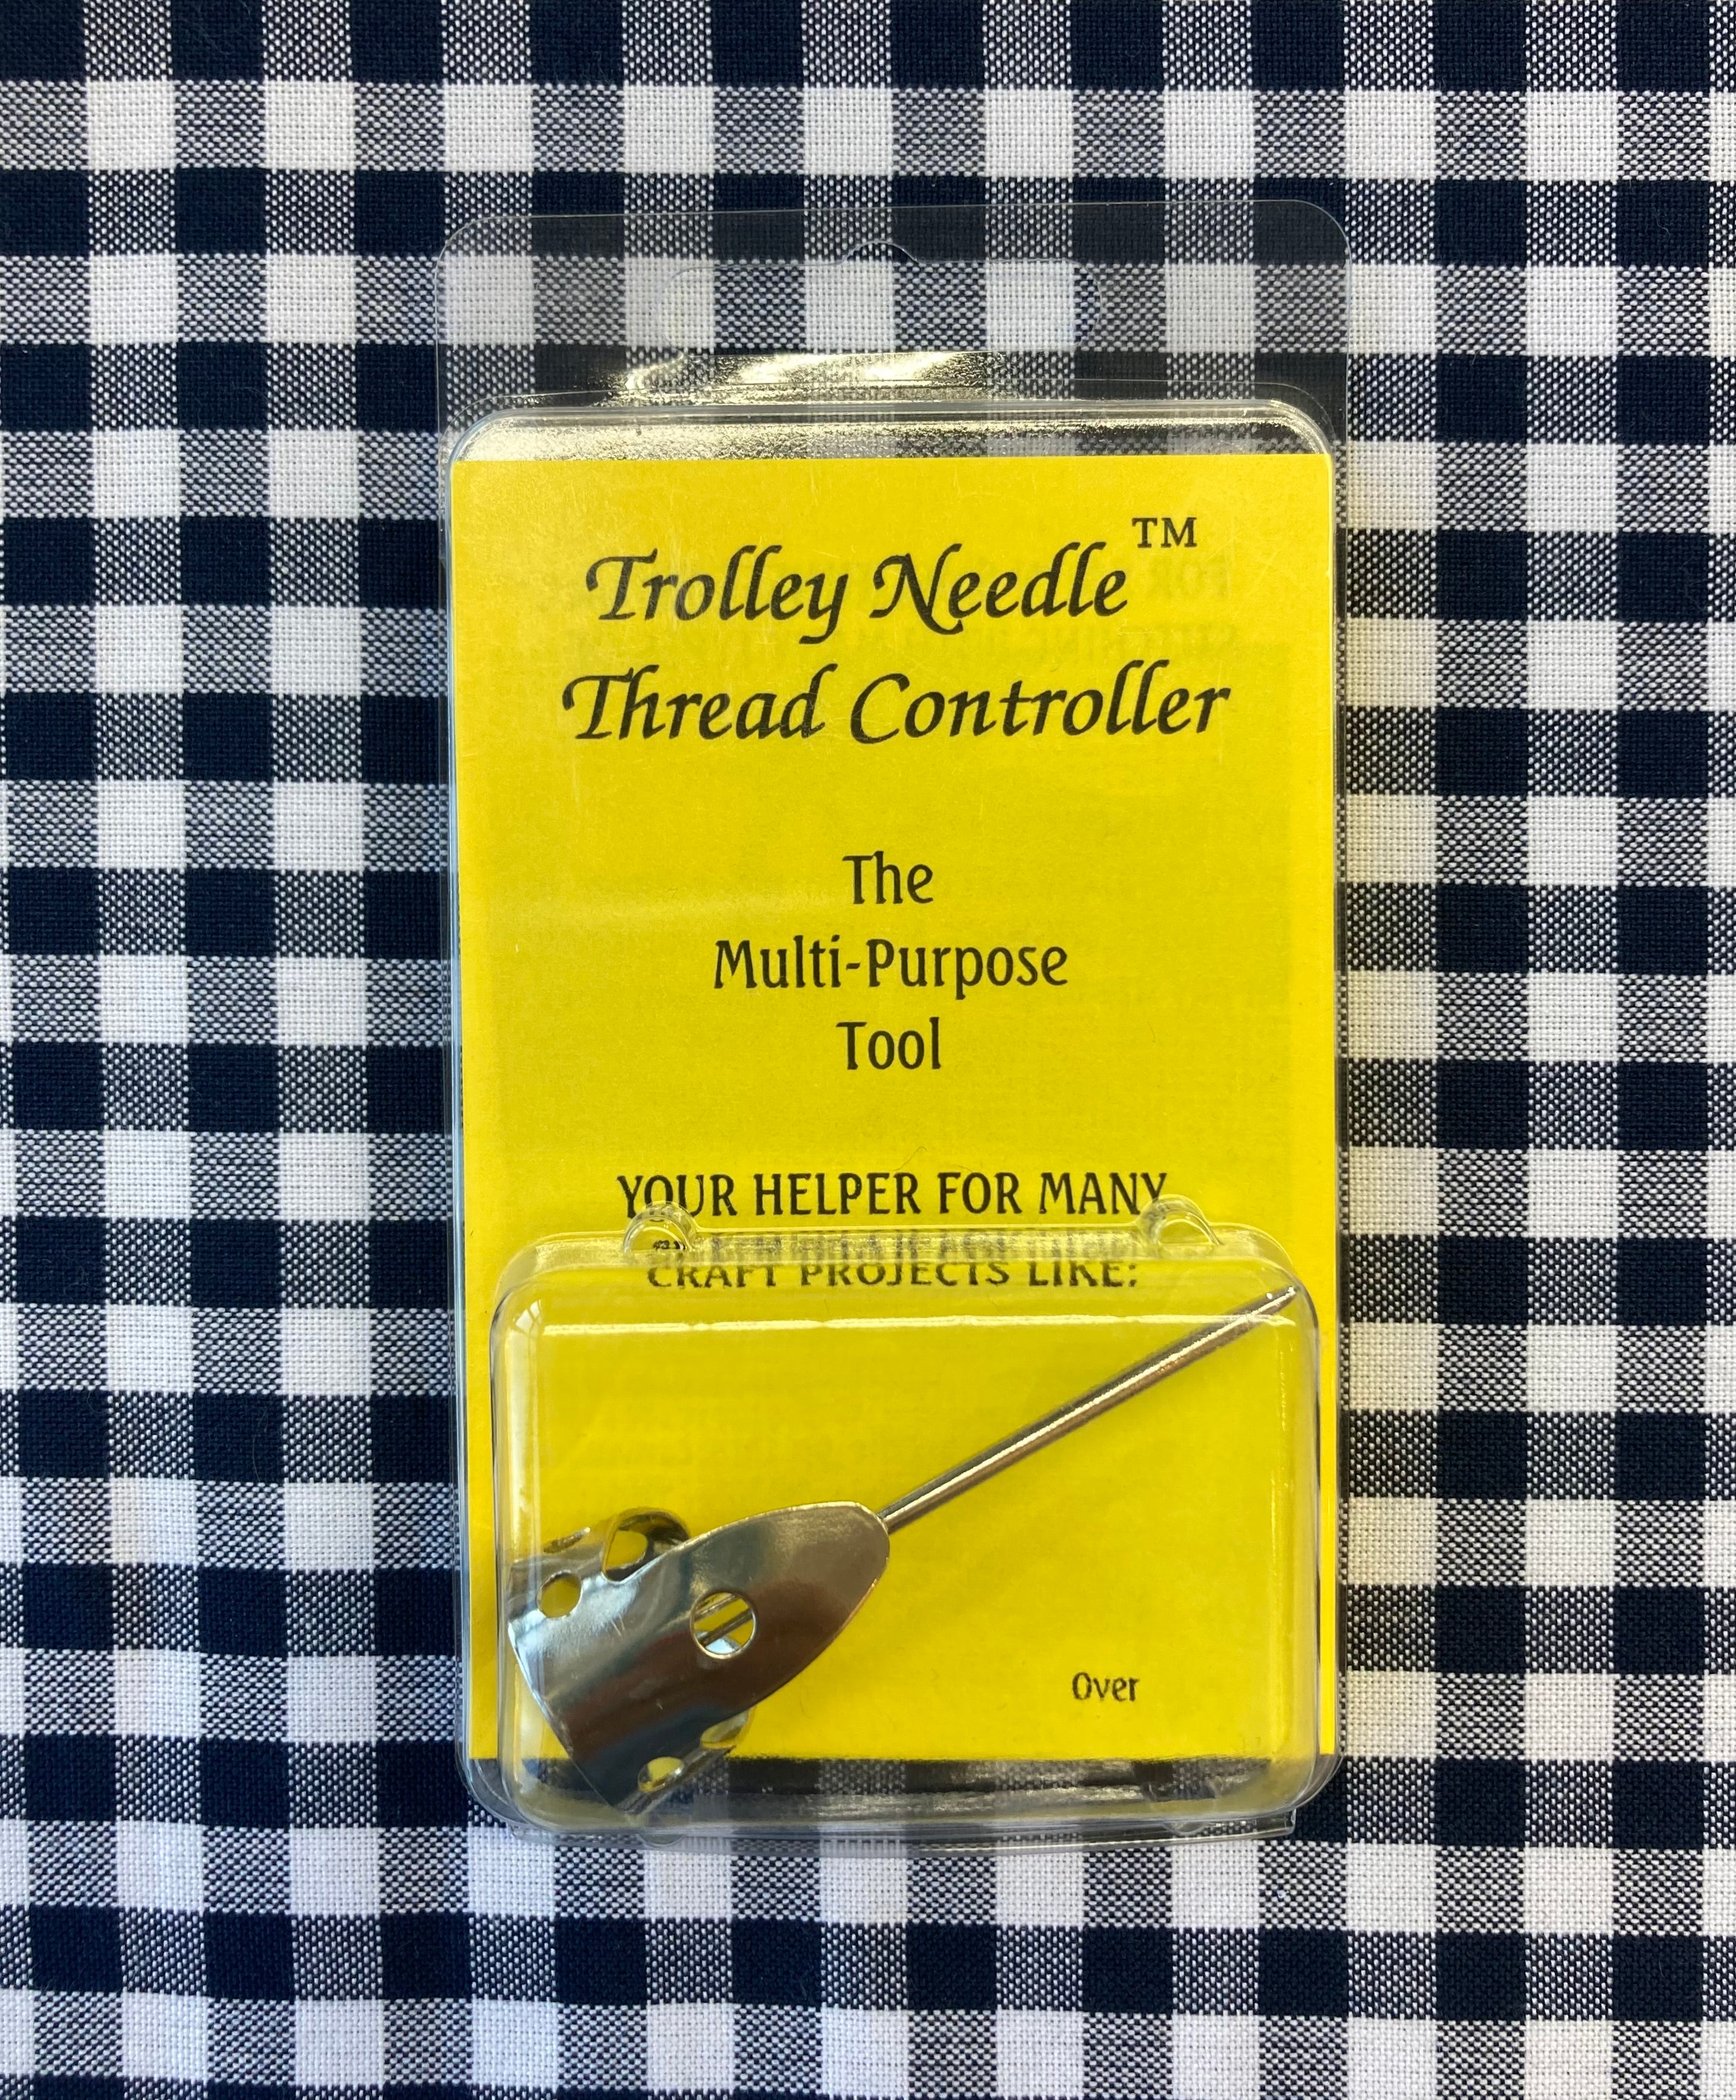 Trolley Needle™
Thread Controller
The
Multi-Purpose
Tool
YOUR HELPER FOR MANY
CRAFT PROJECTS LIKE:
Over